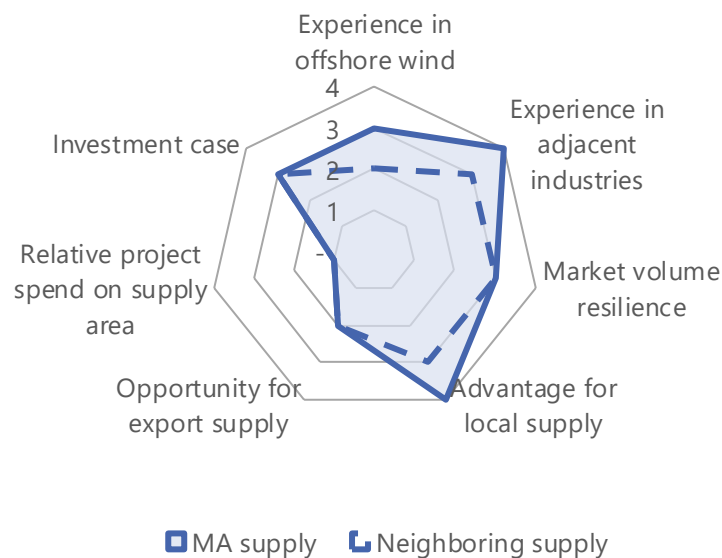 Experience in
offshore wind
4
3
2
1
-
Experience in
adjacent
industries
Market volume
resilience
Advantage for
local supply
Opportunity for
export supply
Relative project
spend on supply
area
Investment case
MA supply
Neighboring supply